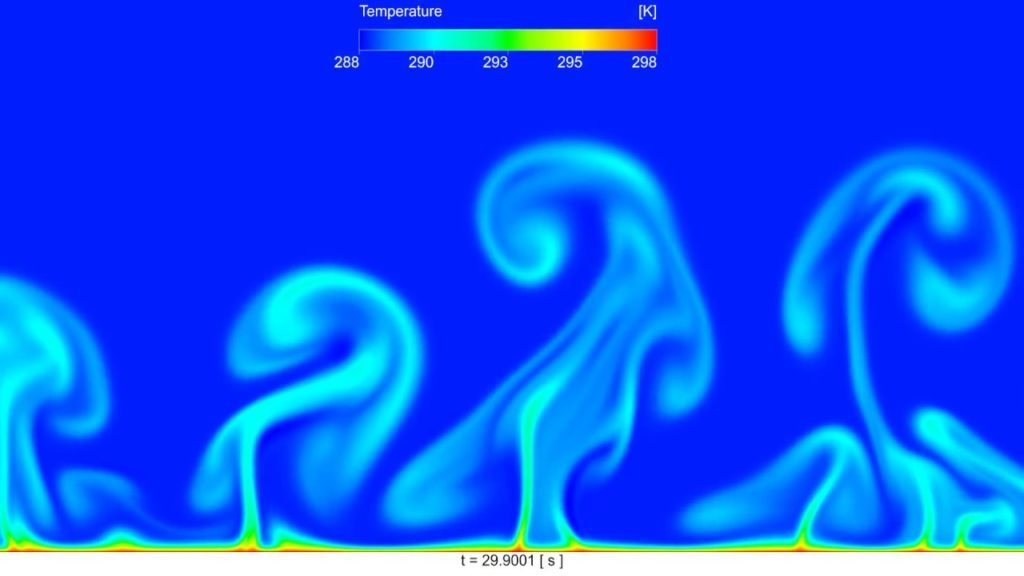 Temperature [K]
288 290 293 295 298
t = 29.9001 [ s ]